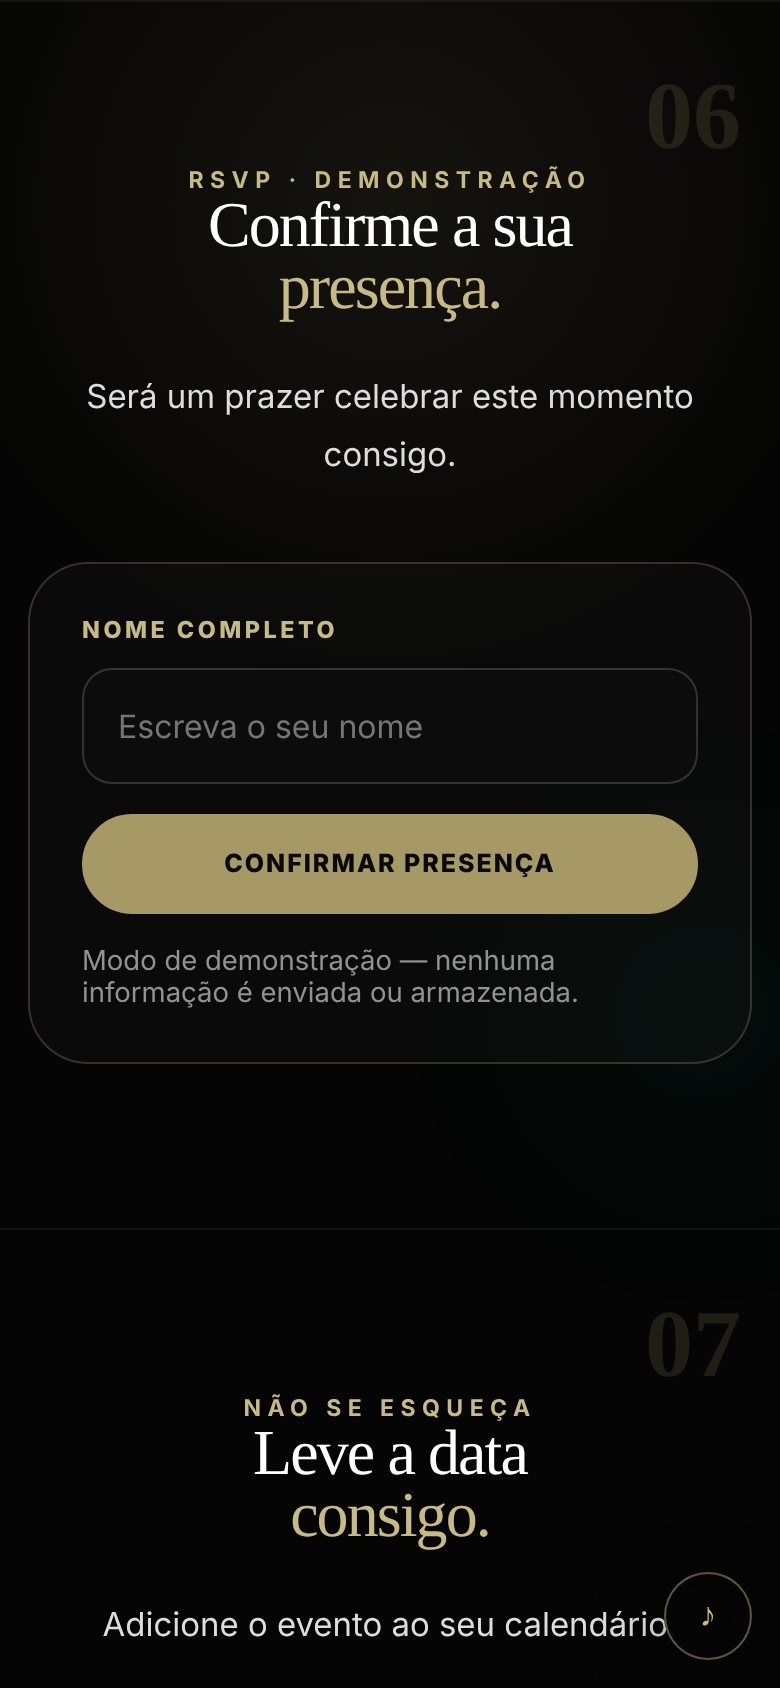 06
RSVP · DEMONSTRAÇÃO
Confirme a sua
presença.
Será um prazer celebrar este momento
consigo.
NOME COMPLETO
Escreva o seu nome
CONFIRMAR PRESENÇA
Modo de demonstração — nenhuma
informação é enviada ou armazenada.
07
NÃO SE ESQUEÇA
Leve a data
consigo.
Adicione o evento ao seu calendário
♪